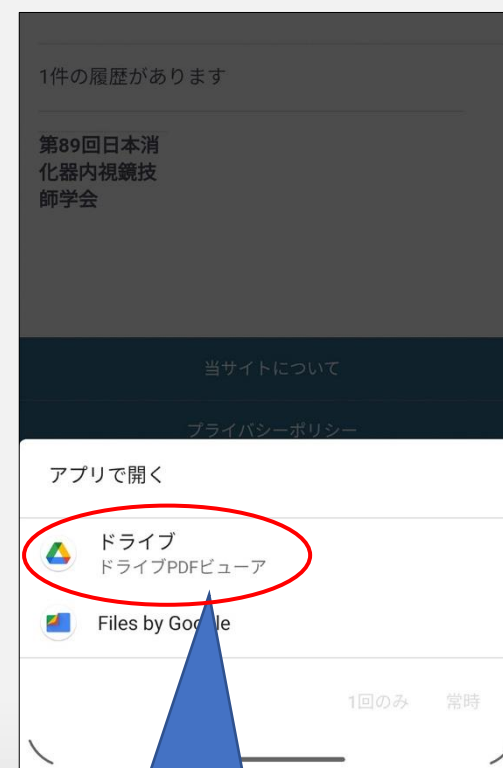 1件の履歴があります
第89回日本消
化器内視鏡技
師学会
当サイトについて
プライバシーポリシー
アプリで開く
ドライブ
ドライブPDFビューア
Files by Google
1回のみ 常時